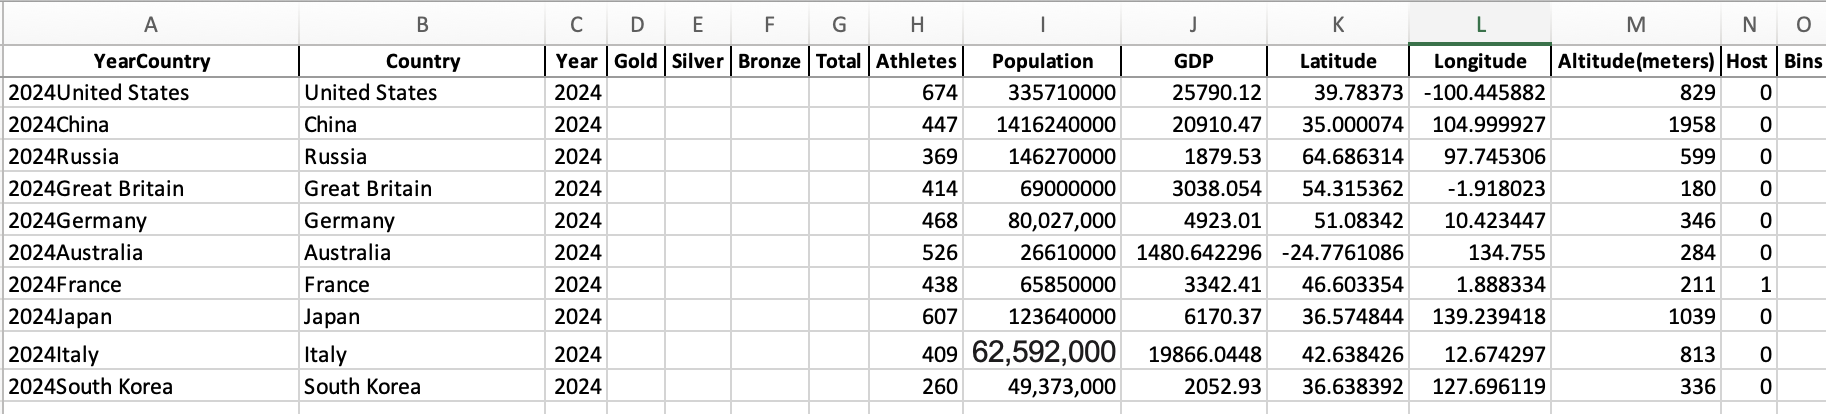 A B C D E F G H I J K L M N O
YearCountry Country Year Gold Silver Bronze Total Athletes Population GDP Latitude Longitude Altitude(meters) Host Bins
2024United States United States 2024 674 335710000 25790.12 39.78373 -100.445882 829 0
2024China China 2024 447 1416240000 20910.47 35.000074 104.999927 1958 0
2024Russia Russia 2024 369 146270000 1879.53 64.686314 97.745306 599 0
2024Great Britain Great Britain 2024 414 69000000 3038.054 54.315362 -1.918023 180 0
2024Germany Germany 2024 468 80,027,000 4923.01 51.08342 10.423447 346 0
2024Australia Australia 2024 526 26610000 1480.642296 -24.7761086 134.755 284 0
2024France France 2024 438 65850000 3342.41 46.603354 1.888334 211 1
2024Japan Japan 2024 607 123640000 6170.37 36.574844 139.239418 1039 0
2024Italy Italy 2024 409 62,592,000 19866.0448 42.638426 12.674297 813 0
2024South Korea South Korea 2024 260 49,373,000 2052.93 36.638392 127.696119 336 0